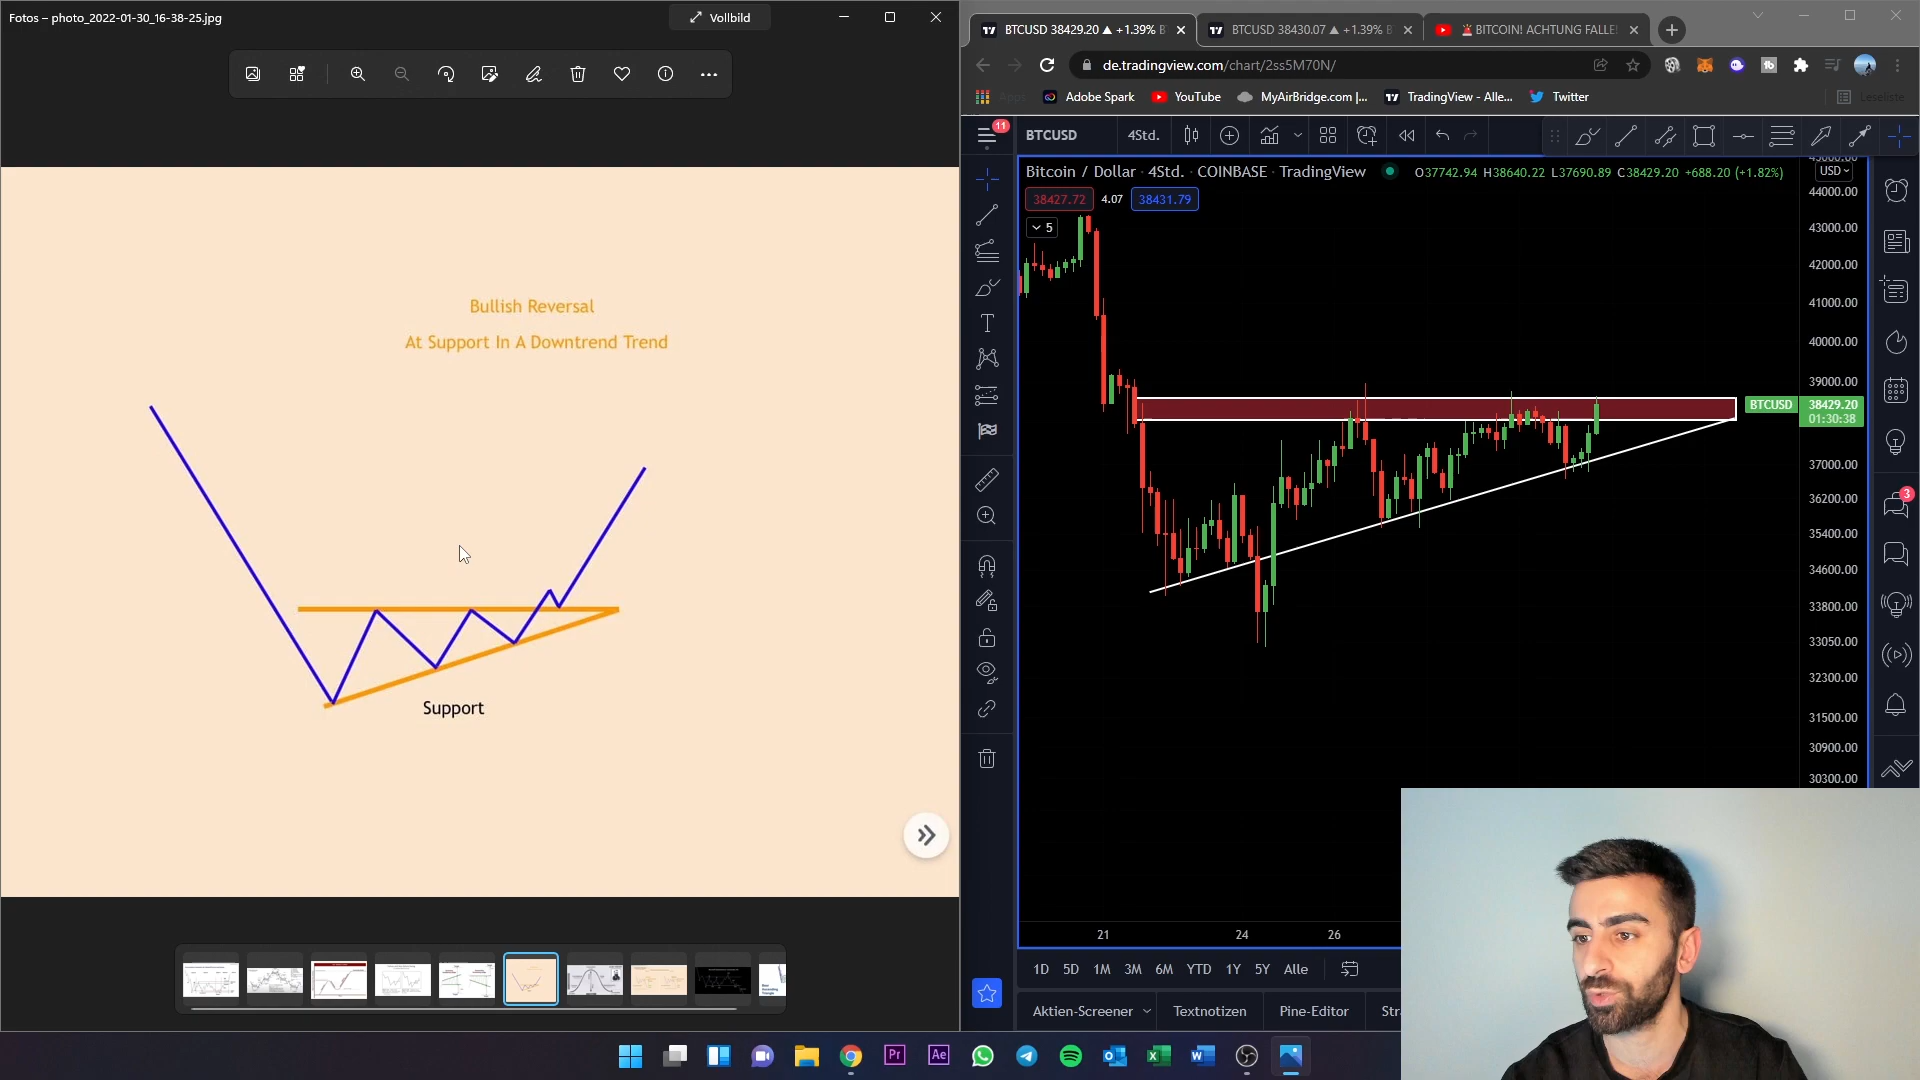 Fotos – photo_2022-01-30_16-38-25.jpg
Vollbild
Bullish Reversal
At Support In A Downtrend Trend
Support
BTCUSD 38429.20 ▲ +1.39% B
BTCUSD 38430.07 ▲ +1.39% B
🚨BITCOIN! ACHTUNG FALLE!
de.tradingview.com/chart/2ss5M70N/
Apps
Adobe Spark
YouTube
MyAirBridge.com |...
TradingView - Alle...
Twitter
Leseliste
11
BTCUSD
4Std.
Bitcoin / Dollar · 4Std. · COINBASE · TradingView
O37742.94 H38640.22 L37690.89 C38429.20 +688.20 (+1.82%)
USD
38427.72
4.07
38431.79
5
44000.00
43000.00
42000.00
41000.00
40000.00
39000.00
BTCUSD
38429.20
01:30:38
37000.00
36200.00
35400.00
34600.00
33800.00
33050.00
32300.00
31500.00
30900.00
30300.00
3
21
24
26
1D
5D
1M
3M
6M
YTD
1Y
5Y
Alle
Aktien-Screener
Textnotizen
Pine-Editor
Pr
Ae